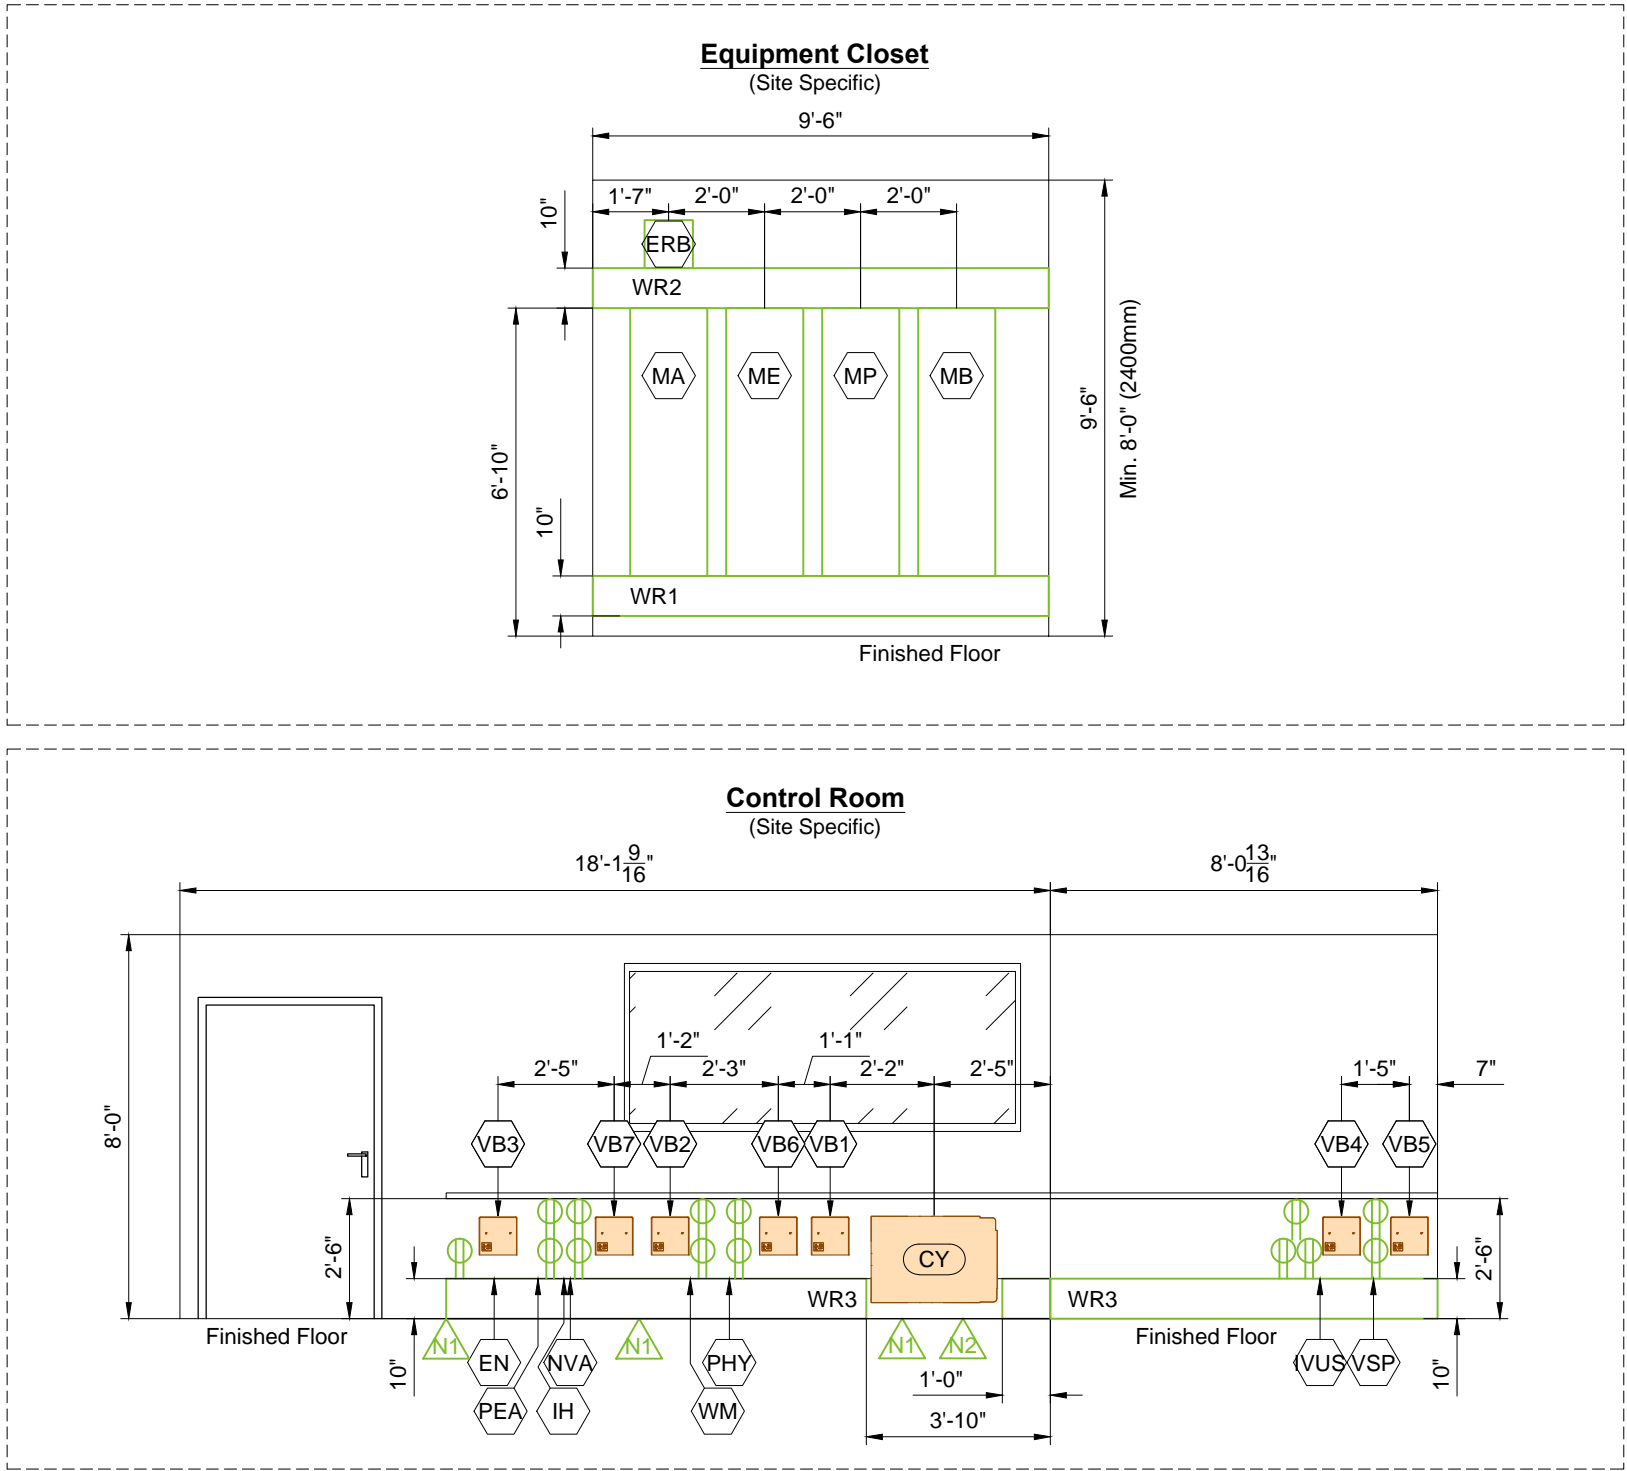 Equipment Closet
(Site Specific)
9'-6"
1'-7" 2'-0" 2'-0" 2'-0"
10"
ERB
WR2
MA ME MP MB
6'-10"
9'-6"
Min. 8'-0" (2400mm)
10"
WR1
Finished Floor
Control Room
(Site Specific)
18'-1 9/16" 8'-0 13/16"
1'-2" 1'-1"
2'-5" 2'-3" 2'-2" 2'-5" 1'-5" 7"
8'-0"
VB3 VB7 VB2 VB6 VB1 VB4 VB5
2'-6" CY 2'-6"
WR3 WR3
Finished Floor Finished Floor
N1 N1 N1 N2
10" EN NVA PHY IVUS VSP 10"
1'-0"
PEA IH WM
3'-10"